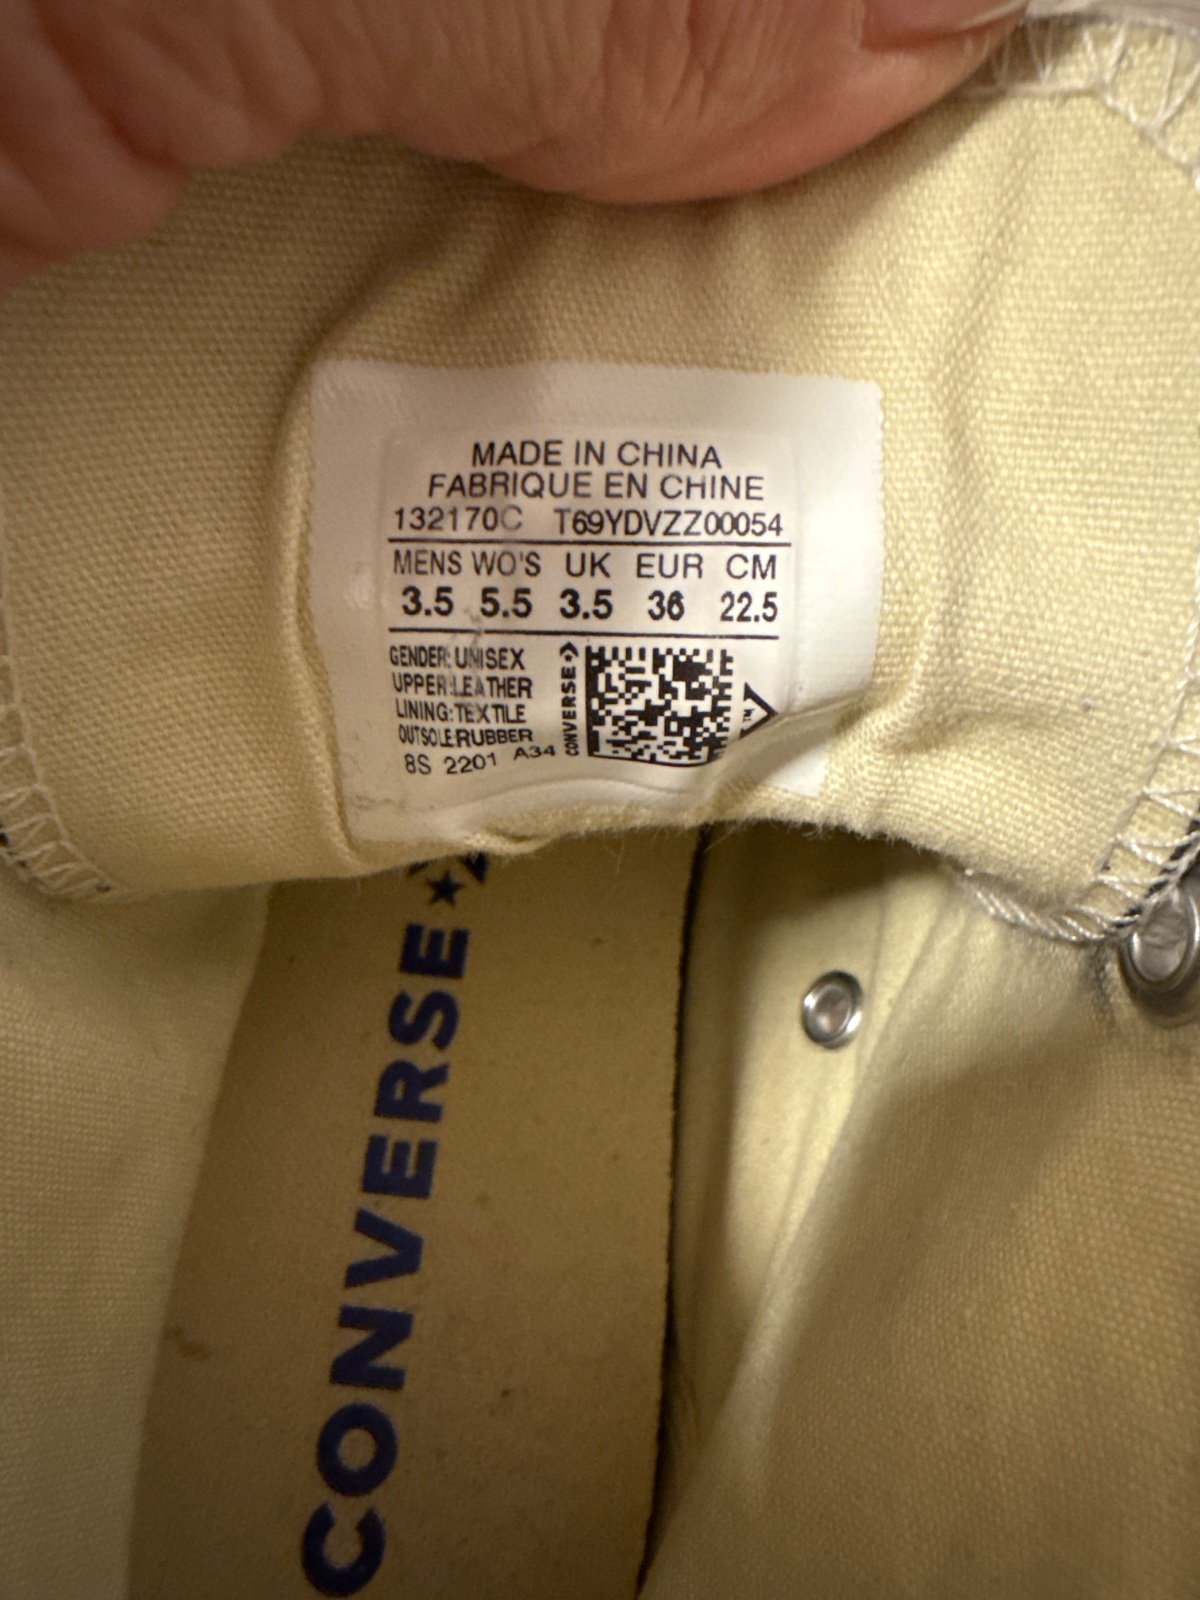 MADE IN CHINA
FABRIQUE EN CHINE
132170C T69YDVZZ00054
MENS WO'S UK EUR CM
3.5 5.5 3.5 36 22.5
GENDER: UNISEX
UPPER:LEATHER
LINING:TEXTILE
OUTSOLE:RUBBER
8S 2201 A34
CONVERSE
CONVERSE